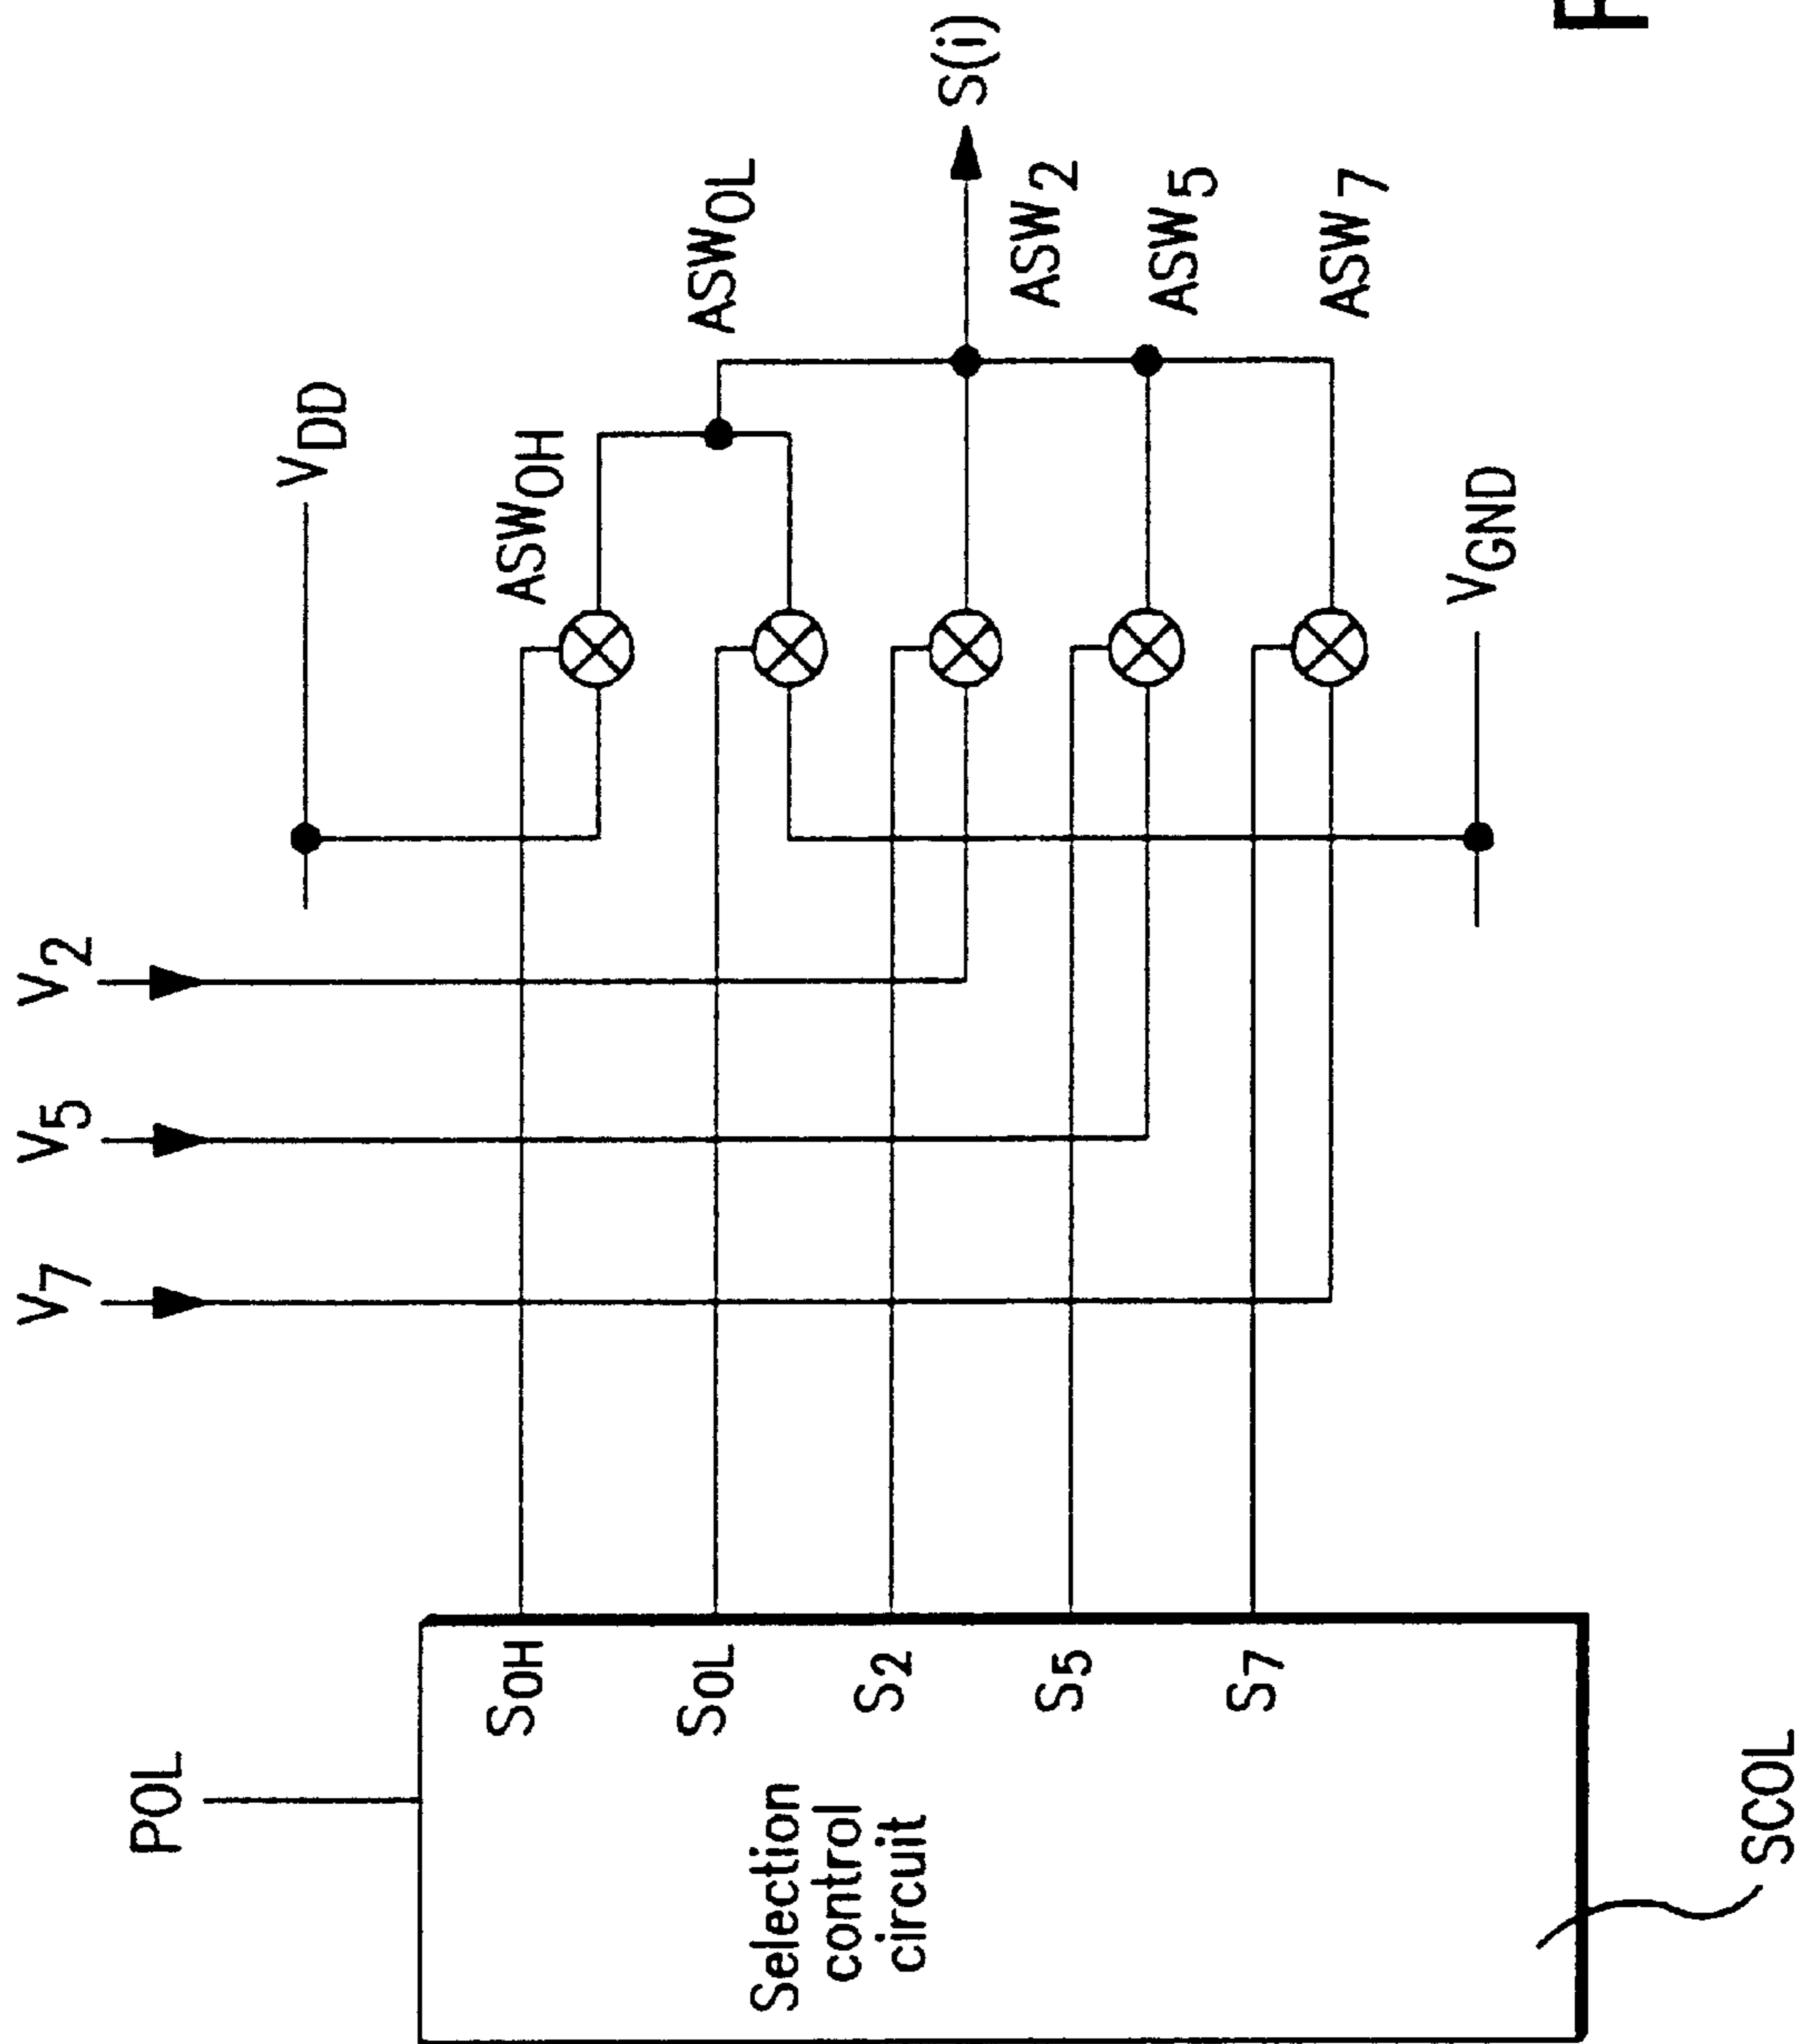 V7
V5
V2
VDD
POL
ASWOH
ASWOL
S(i)
ASW2
ASW5
ASW7
VGND
SOH
SOL
S2
S5
S7
Selection
control
circuit
SCOL